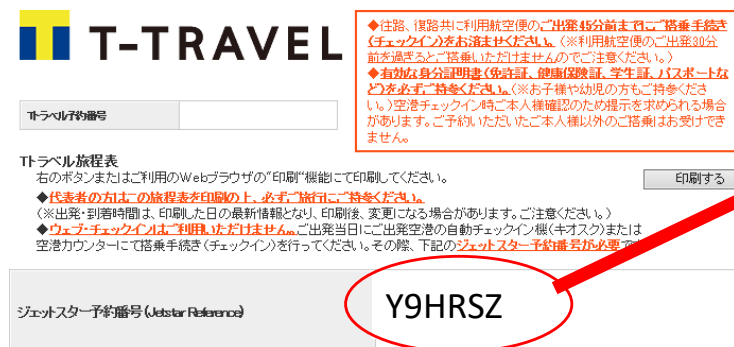 T-TRAVEL
◆往路、復路共に利用航空便のご出発45分前までにご搭乗手続き
(チェックイン)をお済ませください。(※利用航空便のご出発30分
前を過ぎるとご搭乗いただけませんのでご注意ください。)
◆有効な身分証明書(免許証、健康保険証、学生証、パスポートな
ど)を必ずご持参ください。(※お子様や幼児の方もご持参くださ
い。)空港チェックイン時ご本人様確認のため提示を求められる場合
があります。ご予約いただいたご本人様以外のご搭乗はお受けでき
ません。
Tトラベル予約番号
Tトラベル旅程表
右のボタンまたはご利用のWebブラウザの"印刷"機能にて印刷してください。
印刷する
◆代表者の方はこの旅程表を印刷の上、必ずご旅行にご持参ください。
(※出発・到着時間は、印刷した日の最新情報となり、印刷後、変更になる場合があります。ご注意ください。)
◆ウェブ・チェックインはご利用いただけません。ご出発当日にご出発空港の自動チェックイン機(キオスク)または
空港カウンターにて搭乗手続き(チェックイン)を行ってください。その際、下記のジェットスター予約番号が必要で
ジェットスター予約番号(Jetstar Reference)
Y9HRSZ